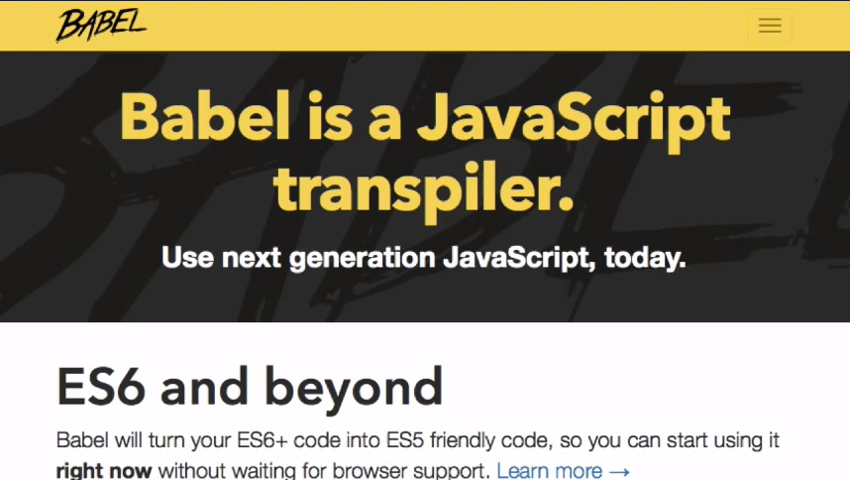 BABEL
Babel is a JavaScript
transpiler.
Use next generation JavaScript, today.
ES6 and beyond
Babel will turn your ES6+ code into ES5 friendly code, so you can start using it
right now without waiting for browser support. Learn more →